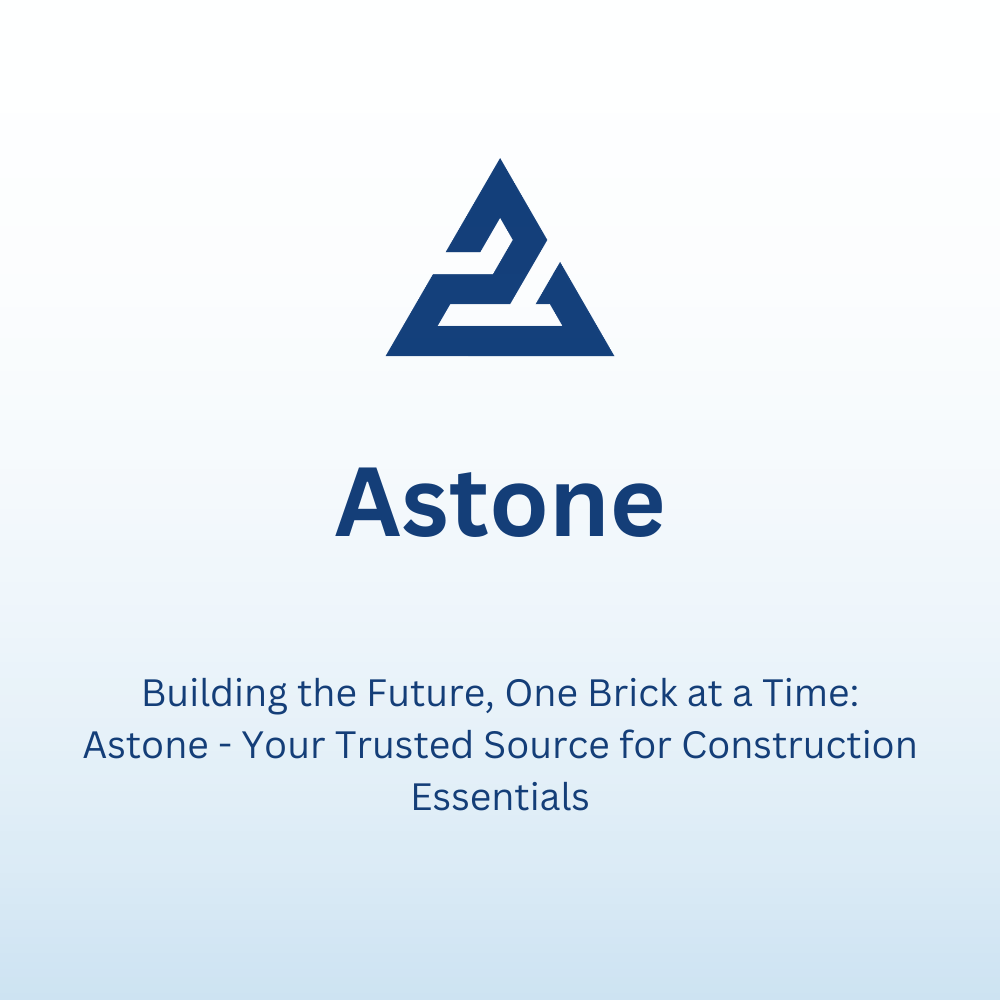 Astone
Building the Future, One Brick at a Time:
Astone - Your Trusted Source for Construction
Essentials